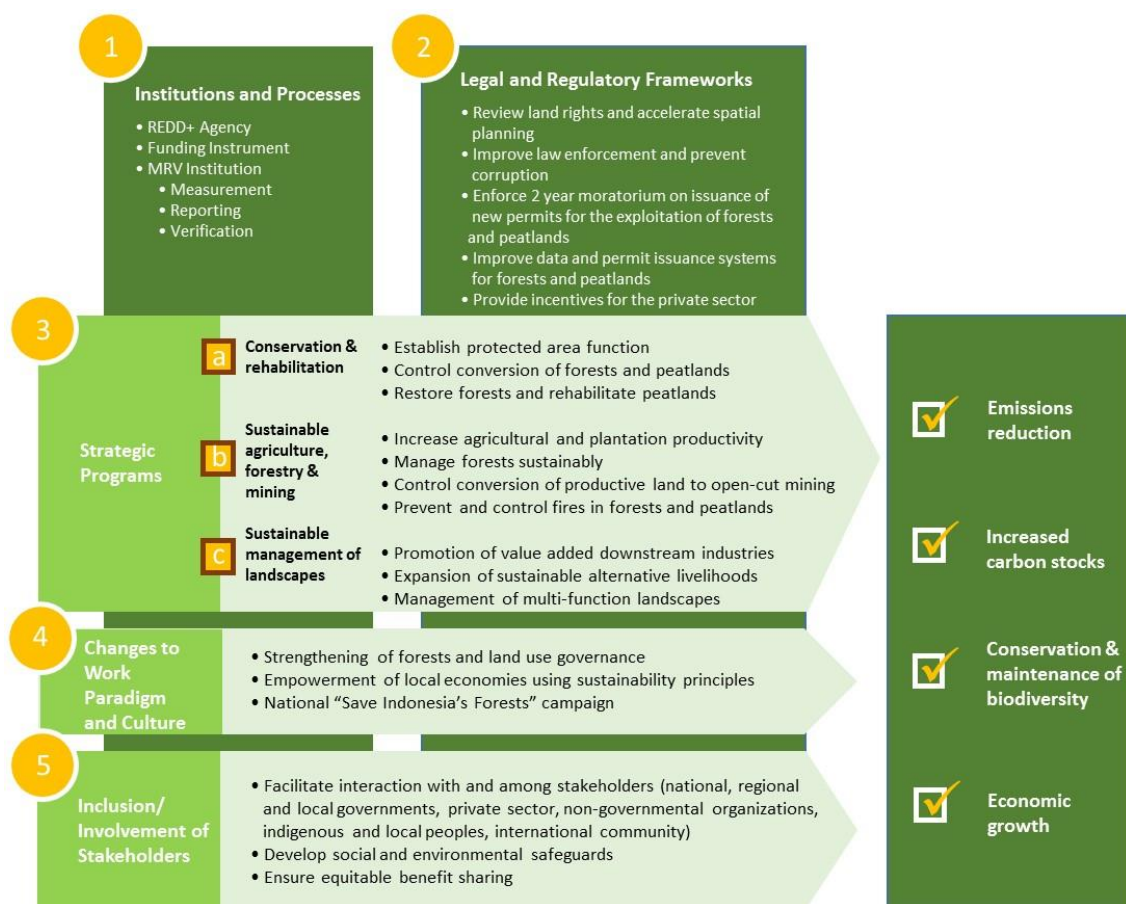 1
Institutions and Processes
• REDD+ Agency
• Funding Instrument
• MRV Institution
• Measurement
• Reporting
• Verification
2
Legal and Regulatory Frameworks
• Review land rights and accelerate spatial
planning
• Improve law enforcement and prevent
corruption
• Enforce 2 year moratorium on issuance of
new permits for the exploitation of forests
and peatlands
• Improve data and permit issuance systems
for forests and peatlands
• Provide incentives for the private sector
3
Strategic
Programs
a
Conservation &
rehabilitation
• Establish protected area function
• Control conversion of forests and peatlands
• Restore forests and rehabilitate peatlands
b
Sustainable
agriculture,
forestry &
mining
• Increase agricultural and plantation productivity
• Manage forests sustainably
• Control conversion of productive land to open-cut mining
• Prevent and control fires in forests and peatlands
c
Sustainable
management of
landscapes
• Promotion of value added downstream industries
• Expansion of sustainable alternative livelihoods
• Management of multi-function landscapes
4
Changes to
Work
Paradigm
and Culture
• Strengthening of forests and land use governance
• Empowerment of local economies using sustainability principles
• National “Save Indonesia’s Forests” campaign
5
Inclusion/
Involvement of
Stakeholders
• Facilitate interaction with and among stakeholders (national, regional
and local governments, private sector, non-governmental organizations,
indigenous and local peoples, international community)
• Develop social and environmental safeguards
• Ensure equitable benefit sharing
Emissions
reduction
Increased
carbon stocks
Conservation &
maintenance of
biodiversity
Economic
growth